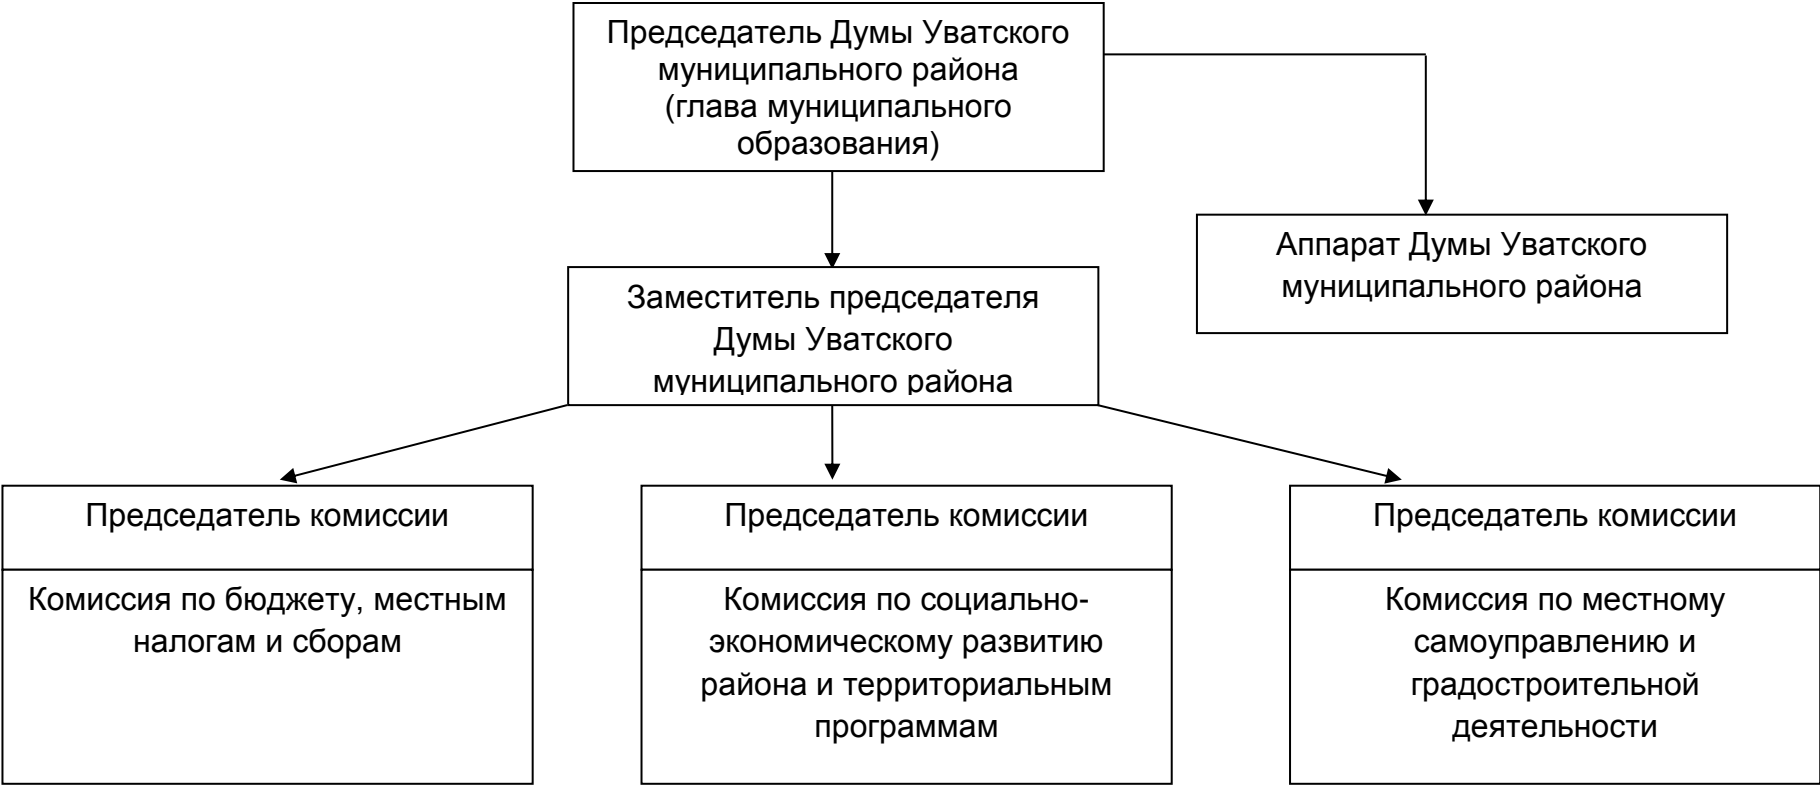 Председатель Думы Уватского
муниципального района
(глава муниципального
образования)
Аппарат Думы Уватского
муниципального района
Заместитель председателя
Думы Уватского
муниципального района
Председатель комиссии
Комиссия по бюджету, местным
налогам и сборам
Председатель комиссии
Комиссия по социально-
экономическому развитию
района и территориальным
программам
Председатель комиссии
Комиссия по местному
самоуправлению и
градостроительной
деятельности